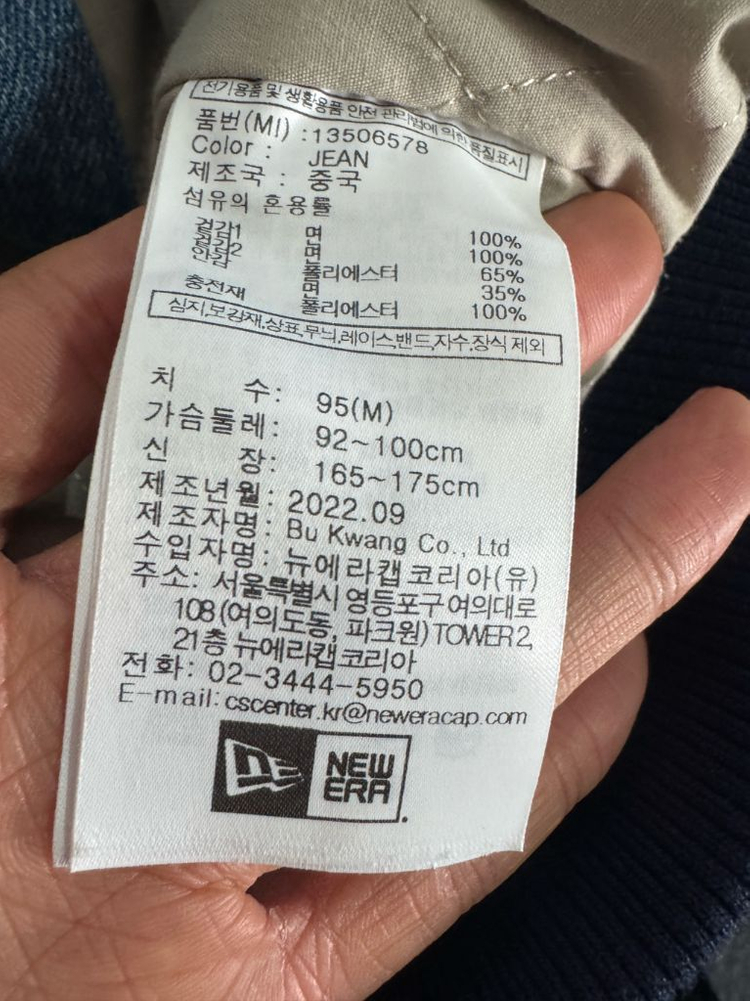 전기용품 및 생활용품 안전 관리법에 의한 품질표시
품번(MI) : 13506578
Color : JEAN
제조국 : 중국
섬유의 혼용률
겉감1 면 100%
겉감2 면 100%
안감 폴리에스터 65%
면 35%
충전재 폴리에스터 100%
심지,보강재,상표,무늬,레이스,밴드,자수,장식 제외
치 수: 95(M)
가슴둘레: 92~100cm
신 장: 165~175cm
제조년월: 2022.09
제조자명: Bu Kwang Co., Ltd
수입자명: 뉴에라캡코리아(유)
주소: 서울특별시 영등포구 여의대로
108(여의도동, 파크원) TOWER 2,
21층 뉴에라캡코리아
전화: 02-3444-5950
E-mail: cscenter.kr@neweracap.com
NEW
ERA